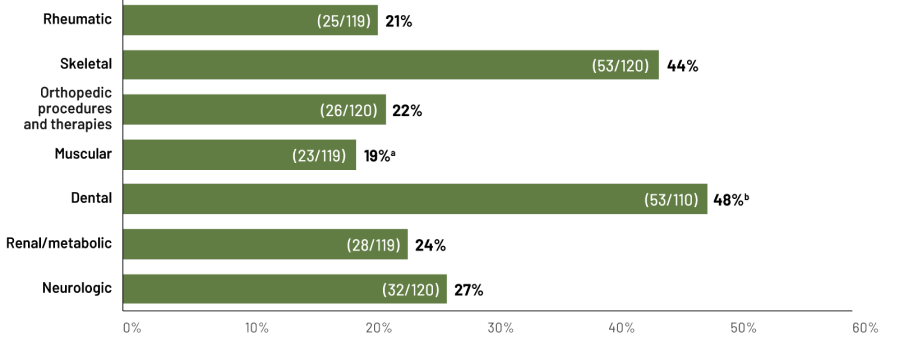 Rheumatic (25/119) 21%
Skeletal (53/120) 44%
Orthopedic
procedures
and therapies (26/120) 22%
Muscular (23/119) 19%ᵃ
Dental (53/110) 48%ᵇ
Renal/metabolic (28/119) 24%
Neurologic (32/120) 27%
0% 10% 20% 30% 40% 50% 60%